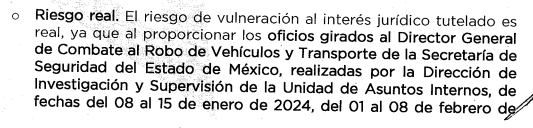 ○ Riesgo real. El riesgo de vulneración al interés jurídico tutelado es
real, ya que al proporcionar los oficios girados al Director General
de Combate al Robo de Vehículos y Transporte de la Secretaría de
Seguridad del Estado de México, realizadas por la Dirección de
Investigación y Supervisión de la Unidad de Asuntos Internos, de
fechas del 08 al 15 de enero de 2024, del 01 al 08 de febrero de